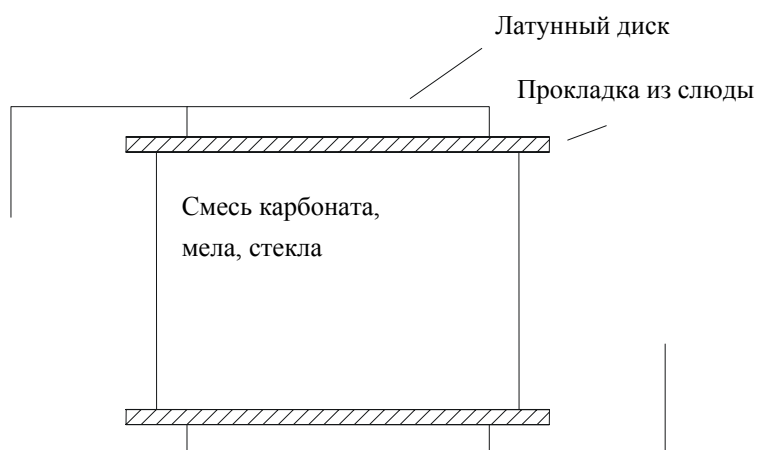 Латунный диск
Прокладка из слюды
Смесь карбоната,
мела, стекла